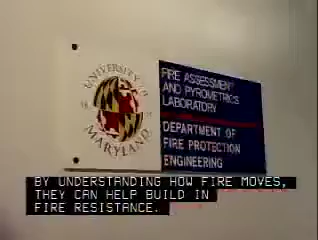 UNIVERSITY OF
MARYLAND
FIRE ASSESSMENT
AND PYROMETRICS
LABORATORY
DEPARTMENT OF
FIRE PROTECTION
ENGINEERING
BY UNDERSTANDING HOW FIRE MOVES,
THEY CAN HELP BUILD IN
FIRE RESISTANCE.